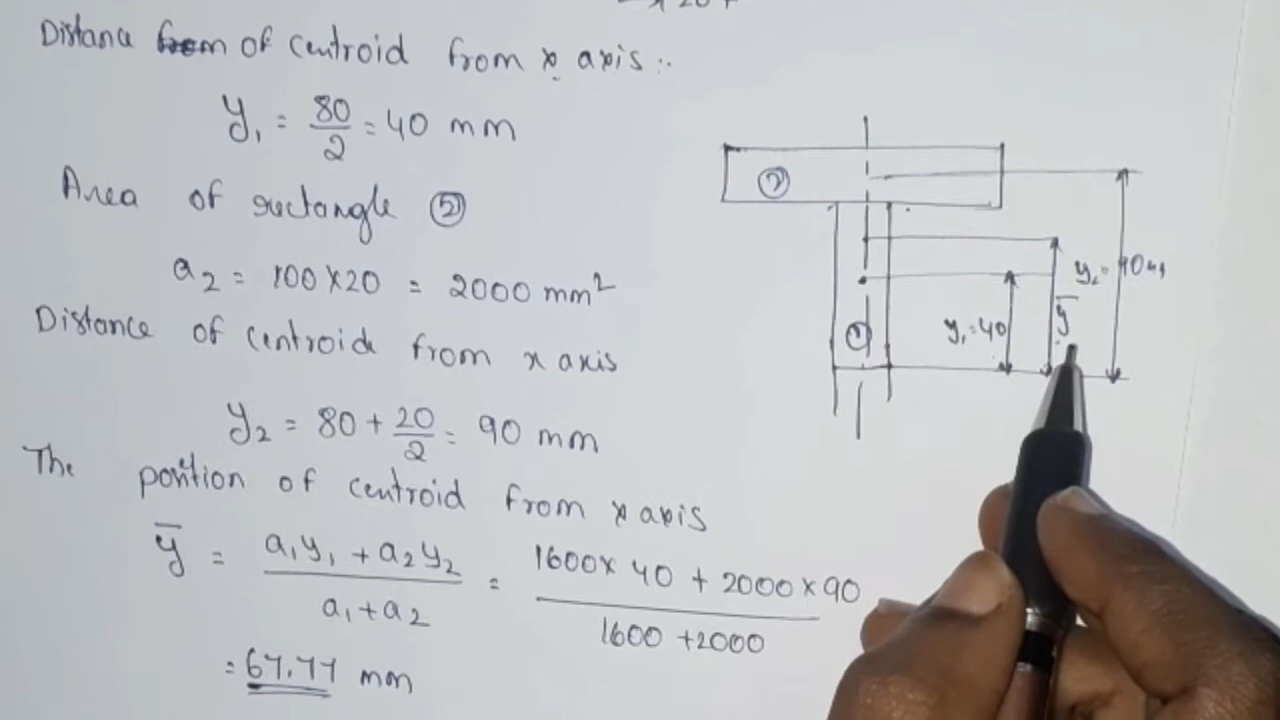 Distance of centroid from x axis :-
y₁ = 80/2 = 40 mm
Area of rectangle ②
a₂ = 100 × 20 = 2000 mm²
Distance of centroid from x axis
y₂ = 80 + 20/2 = 90 mm
The position of centroid from x axis
ȳ = a₁y₁ + a₂y₂ / a₁ + a₂ = 1600 × 40 + 2000 × 90 / 1600 + 2000
= 67.77 mm
②
①
y₁ = 40
ȳ
y₂ =